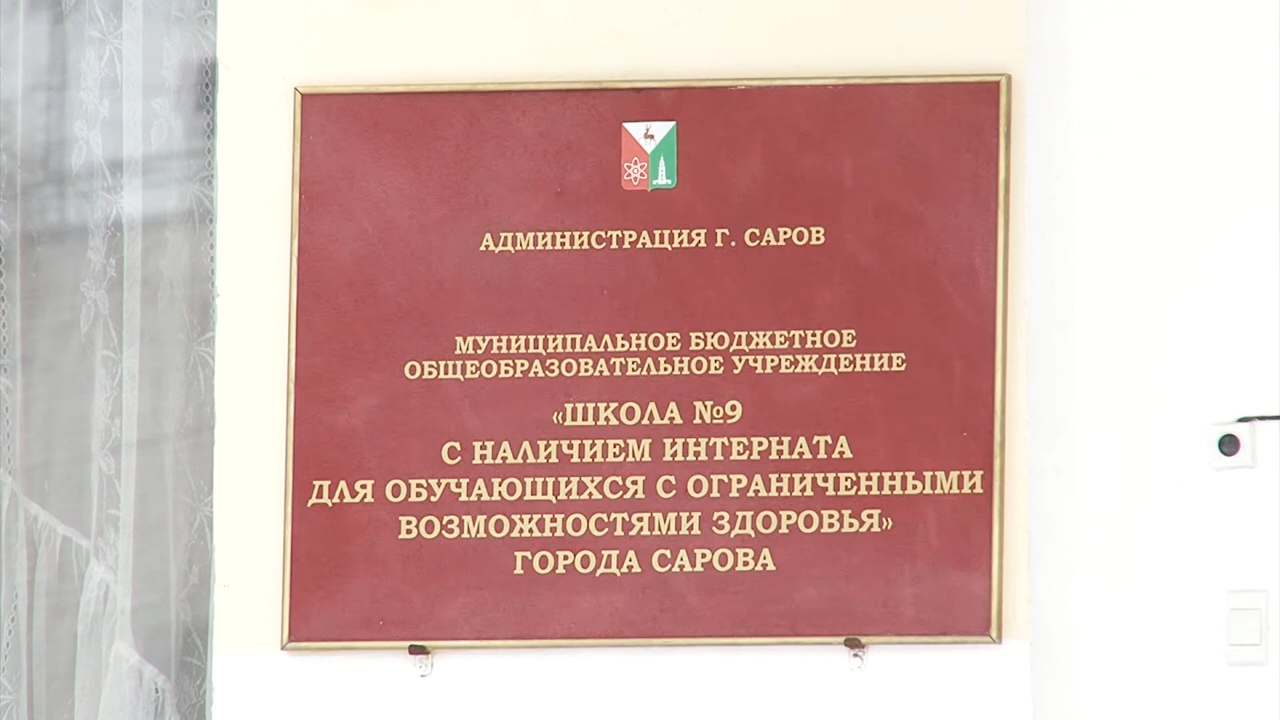 АДМИНИСТРАЦИЯ Г. САРОВ
МУНИЦИПАЛЬНОЕ БЮДЖЕТНОЕ
ОБЩЕОБРАЗОВАТЕЛЬНОЕ УЧРЕЖДЕНИЕ
«ШКОЛА №9
С НАЛИЧИЕМ ИНТЕРНАТА
ДЛЯ ОБУЧАЮЩИХСЯ С ОГРАНИЧЕННЫМИ
ВОЗМОЖНОСТЯМИ ЗДОРОВЬЯ»
ГОРОДА САРОВА